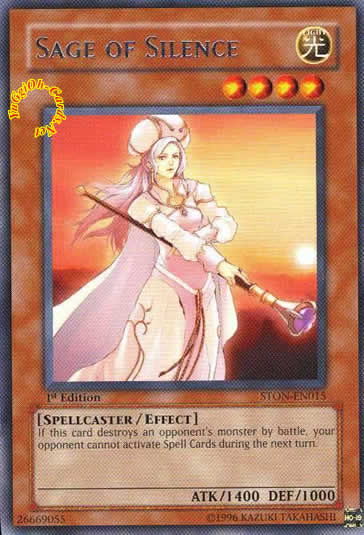 SAGE OF SILENCE
LIGHT
光
YuGgiOh-Cards.Net
1st Edition
STON-EN015
[SPELLCASTER / EFFECT]
If this card destroys an opponent's monster by battle, your
opponent cannot activate Spell Cards during the next turn.
ATK/1400 DEF/1000
26669055
©1996 KAZUKI TAKAHASHI